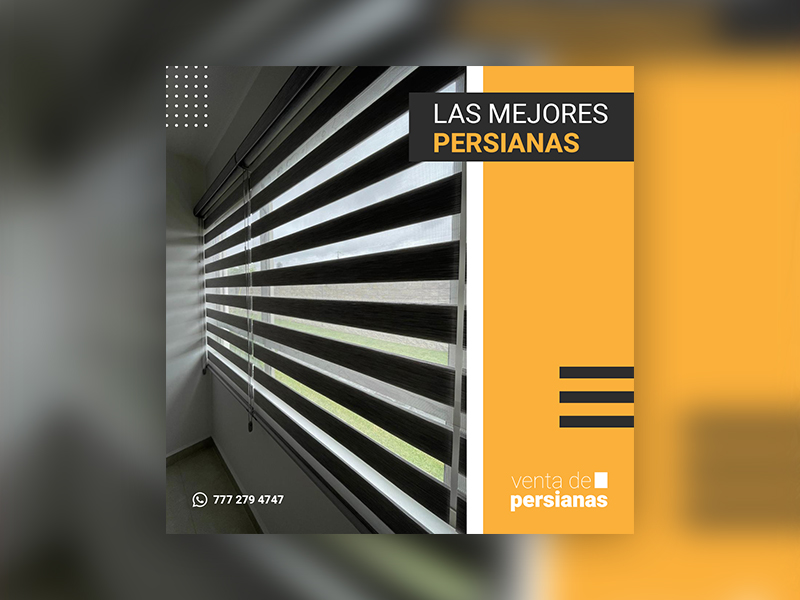 LAS MEJORES
PERSIANAS
777 279 4747
venta de
persianas